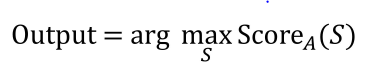 Output = arg max Score_A(S)
S